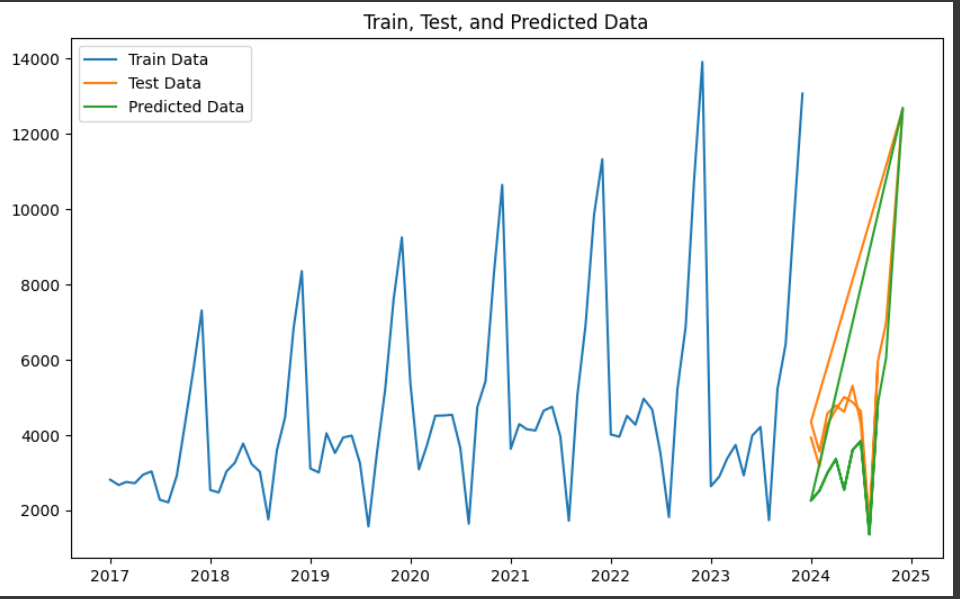 Train, Test, and Predicted Data
Train Data
Test Data
Predicted Data
14000
12000
10000
8000
6000
4000
2000
2017 2018 2019 2020 2021 2022 2023 2024 2025